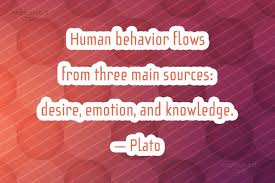 Human behavior flows
from three main sources:
desire, emotion, and knowledge.
— Plato